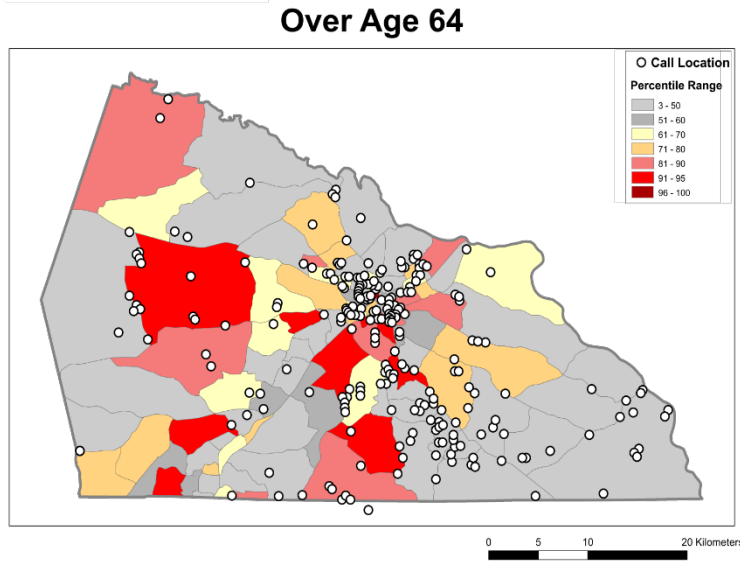 Over Age 64
Call Location
Percentile Range
3 - 50
51 - 60
61 - 70
71 - 80
81 - 90
91 - 95
96 - 100
0 5 10 20 Kilometers